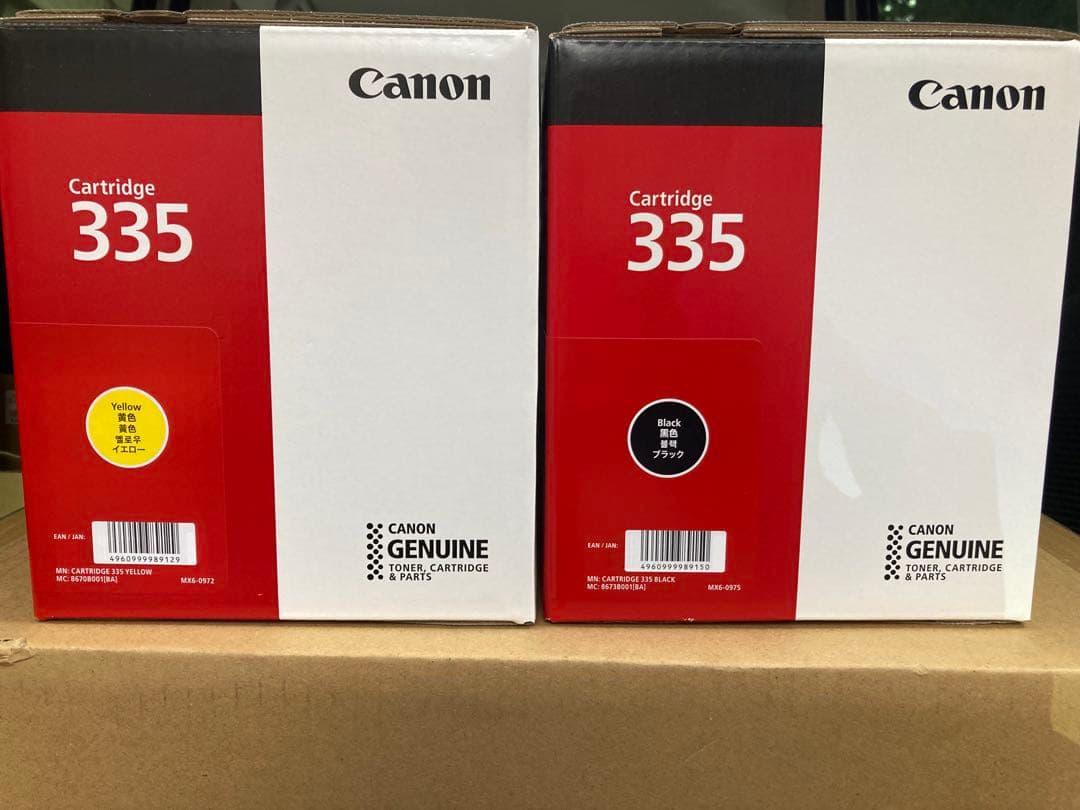 Canon
Cartridge
335
Yellow
黄色
黃色
옐로우
イエロー
EAN / JAN:
4960999989129
MN: CARTRIDGE 335 YELLOW
MC: 8670B001[BA]
MX6-0972
CANON
GENUINE
TONER, CARTRIDGE
& PARTS
Canon
Cartridge
335
Black
黑色
블랙
ブラック
EAN / JAN:
4960999989150
MN: CARTRIDGE 335 BLACK
MC: 8673B001[BA]
MX6-0975
CANON
GENUINE
TONER, CARTRIDGE
& PARTS